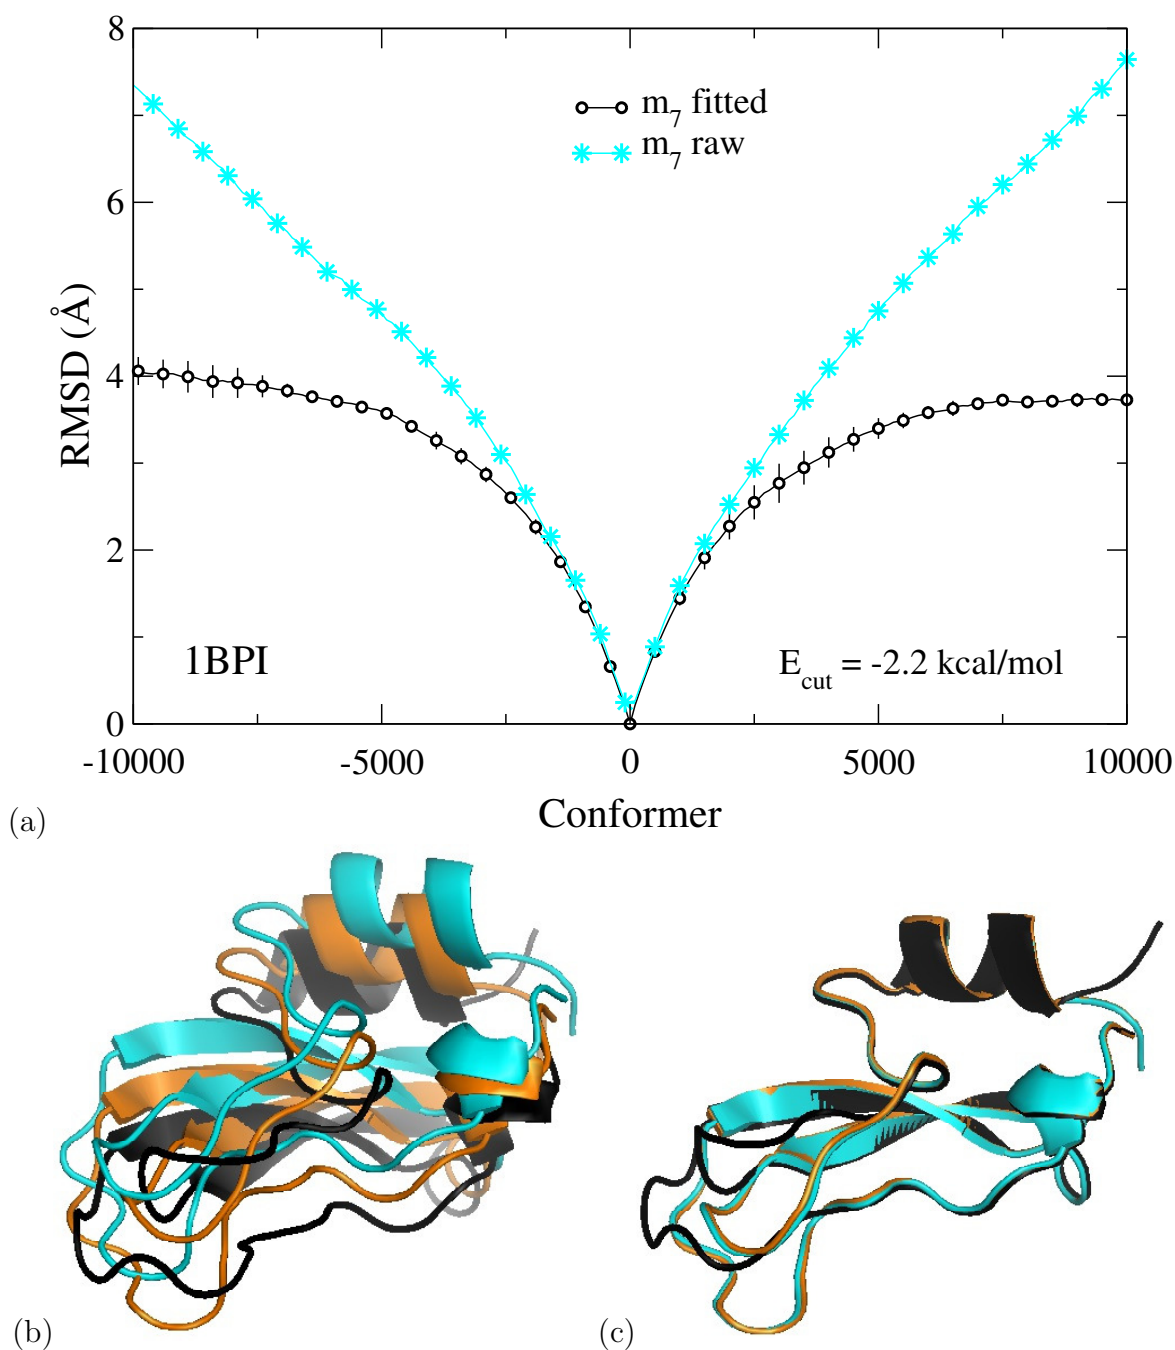 8
m7 fitted
m7 raw
6
RMSD (Å)
4
2
1BPI
Ecut = -2.2 kcal/mol
0
-10000 -5000 0 5000 10000
(a) Conformer
(b) (c)